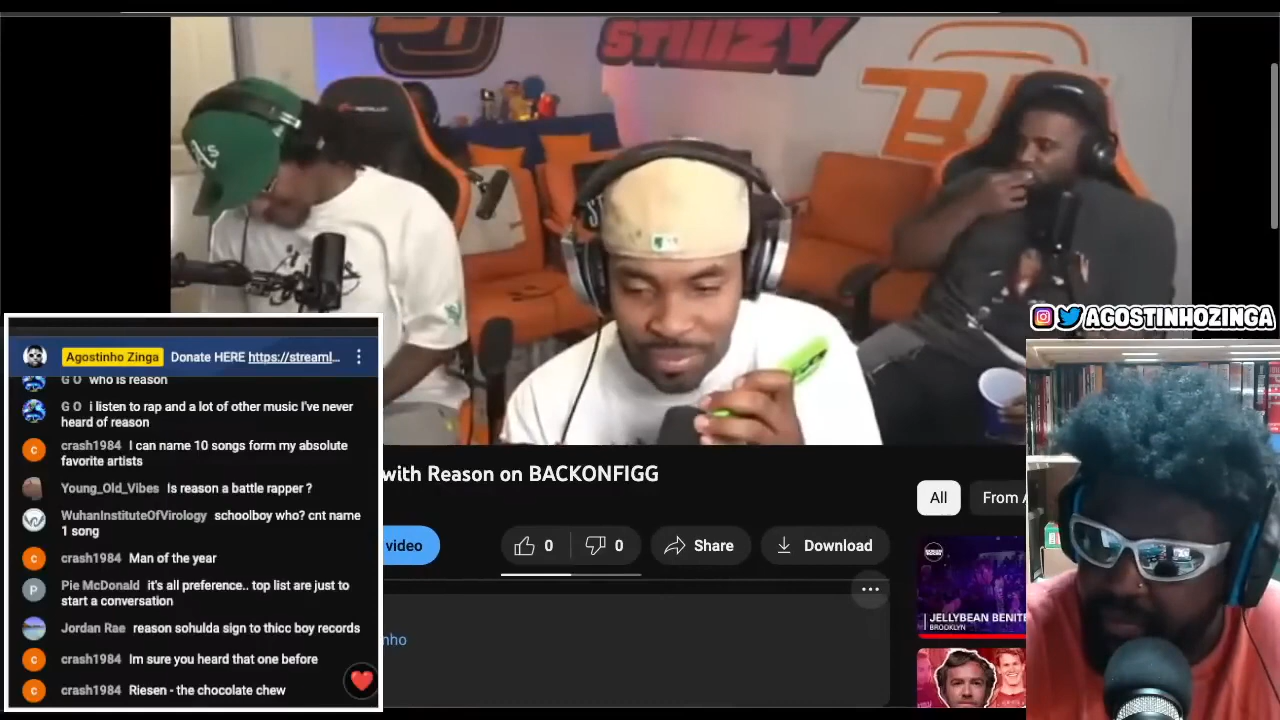 STIIIZY
B
AGOSTINHOZINGA
Agostinho Zinga Donate HERE https://streaml...
G O who is reason
G O i listen to rap and a lot of other music I've never
heard of reason
crash1984 I can name 10 songs form my absolute
favorite artists
Young_Old_Vibes Is reason a battle rapper ?
WuhanInstituteOfVirology schoolboy who? cnt name
1 song
crash1984 Man of the year
Pie McDonald it's all preference.. top list are just to
start a conversation
Jordan Rae reason sohulda sign to thicc boy records
crash1984 Im sure you heard that one before
C crash1984 Riesen - the chocolate chew
with Reason on BACKONFIGG
video
0
0
Share
Download
nho
All
From
JELLYBEAN BENITE
BROOKLYN